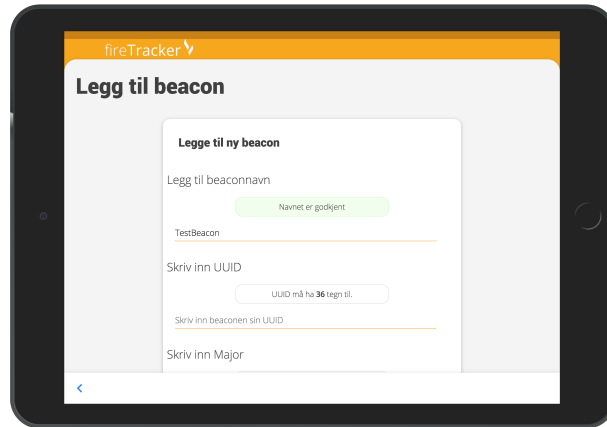 fireTracker
Legg til beacon
Legge til ny beacon
Legg til beaconnavn
Navnet er godkjent
TestBeacon
Skriv inn UUID
UUID må ha 36 tegn til.
Skriv inn beaconen sin UUID
Skriv inn Major